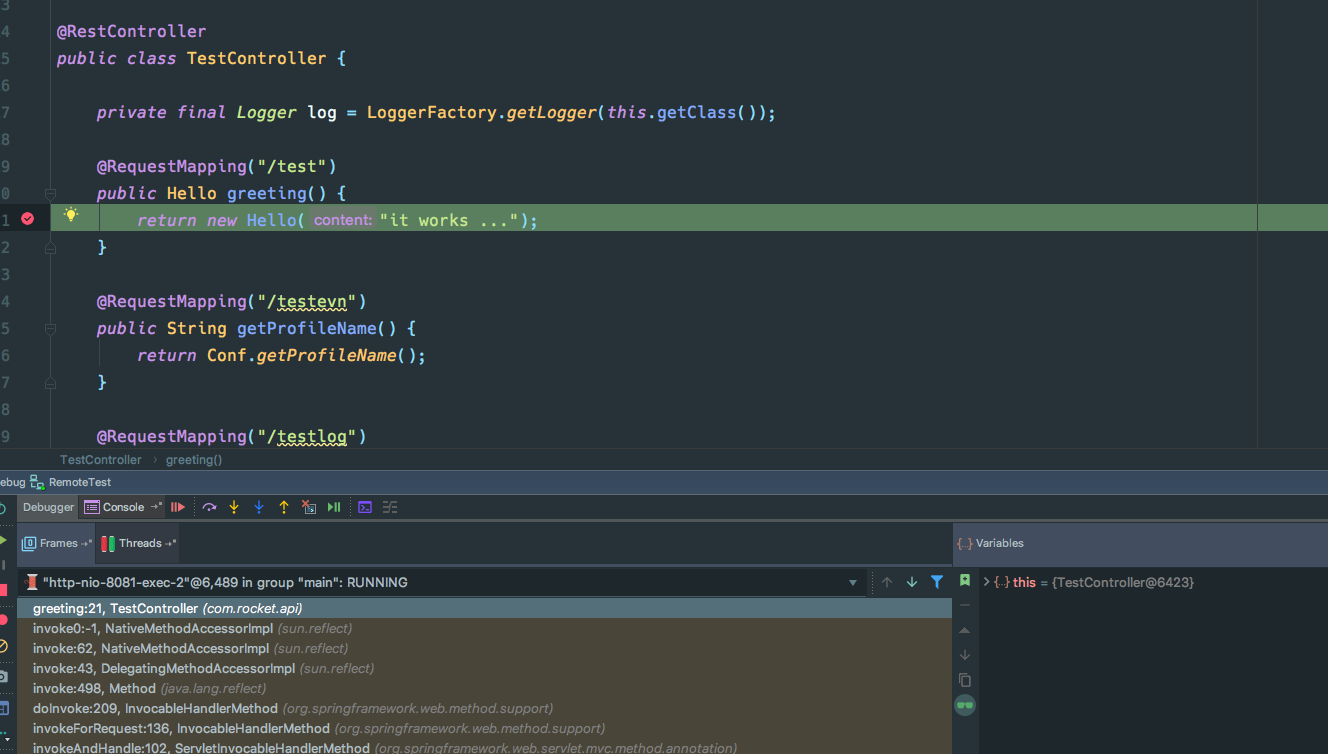 3
4 @RestController
5 public class TestController {
6
7 private final Logger log = LoggerFactory.getLogger(this.getClass());
8
9 @RequestMapping("/test")
0 public Hello greeting() {
1 return new Hello( content: "it works ...");
2 }
3
4 @RequestMapping("/testevn")
5 public String getProfileName() {
6 return Conf.getProfileName();
7 }
8
9 @RequestMapping("/testlog")
TestController › greeting()
ebug RemoteTest
Debugger Console
Frames Threads Variables
"http-nio-8081-exec-2"@6,489 in group "main": RUNNING
this = {TestController@6423}
greeting:21, TestController (com.rocket.api)
invoke0:-1, NativeMethodAccessorImpl (sun.reflect)
invoke:62, NativeMethodAccessorImpl (sun.reflect)
invoke:43, DelegatingMethodAccessorImpl (sun.reflect)
invoke:498, Method (java.lang.reflect)
doInvoke:209, InvocableHandlerMethod (org.springframework.web.method.support)
invokeForRequest:136, InvocableHandlerMethod (org.springframework.web.method.support)
invokeAndHandle:102, ServletInvocableHandlerMethod (org.springframework.web.servlet.mvc.method.annotation)